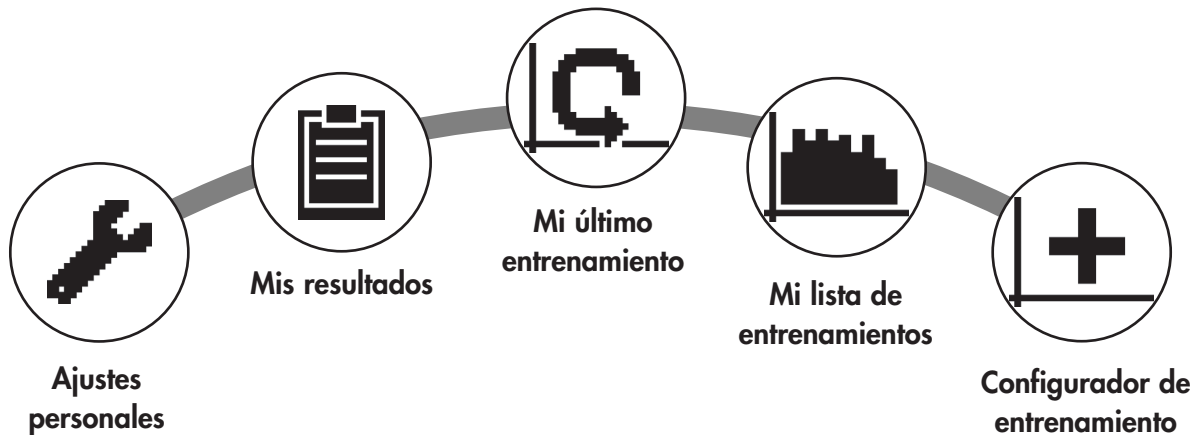 Ajustes
personales
Mis resultados
Mi último
entrenamiento
Mi lista de
entrenamientos
Configurador de
entrenamiento